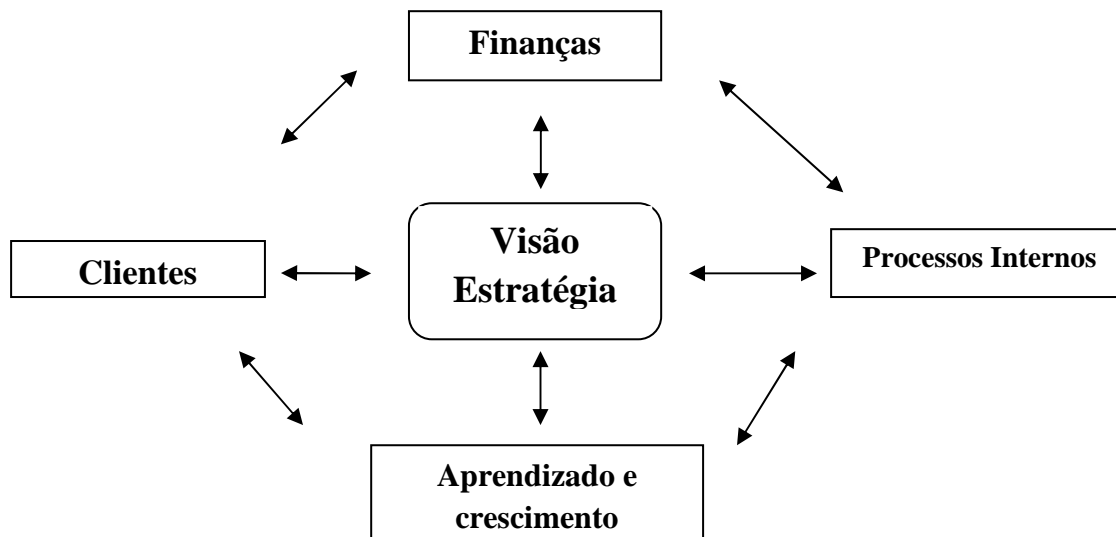 Finanças
Visão
Estratégia
Clientes
Processos Internos
Aprendizado e
crescimento